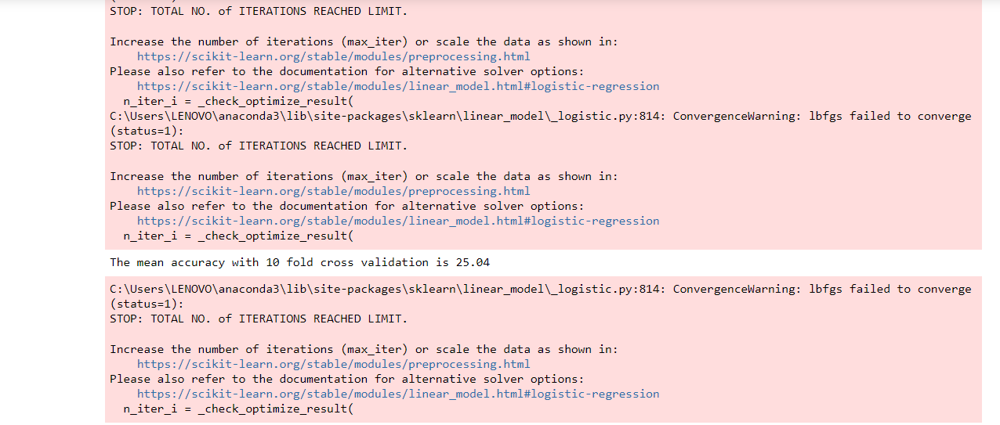 STOP: TOTAL NO. of ITERATIONS REACHED LIMIT.
Increase the number of iterations (max_iter) or scale the data as shown in:
https://scikit-learn.org/stable/modules/preprocessing.html
Please also refer to the documentation for alternative solver options:
https://scikit-learn.org/stable/modules/linear_model.html#logistic-regression
n_iter_i = _check_optimize_result(
C:\Users\LENOVO\anaconda3\lib\site-packages\sklearn\linear_model\_logistic.py:814: ConvergenceWarning: lbfgs failed to converge
(status=1):
STOP: TOTAL NO. of ITERATIONS REACHED LIMIT.
Increase the number of iterations (max_iter) or scale the data as shown in:
https://scikit-learn.org/stable/modules/preprocessing.html
Please also refer to the documentation for alternative solver options:
https://scikit-learn.org/stable/modules/linear_model.html#logistic-regression
n_iter_i = _check_optimize_result(
The mean accuracy with 10 fold cross validation is 25.04
C:\Users\LENOVO\anaconda3\lib\site-packages\sklearn\linear_model\_logistic.py:814: ConvergenceWarning: lbfgs failed to converge
(status=1):
STOP: TOTAL NO. of ITERATIONS REACHED LIMIT.
Increase the number of iterations (max_iter) or scale the data as shown in:
https://scikit-learn.org/stable/modules/preprocessing.html
Please also refer to the documentation for alternative solver options:
https://scikit-learn.org/stable/modules/linear_model.html#logistic-regression
n_iter_i = _check_optimize_result(